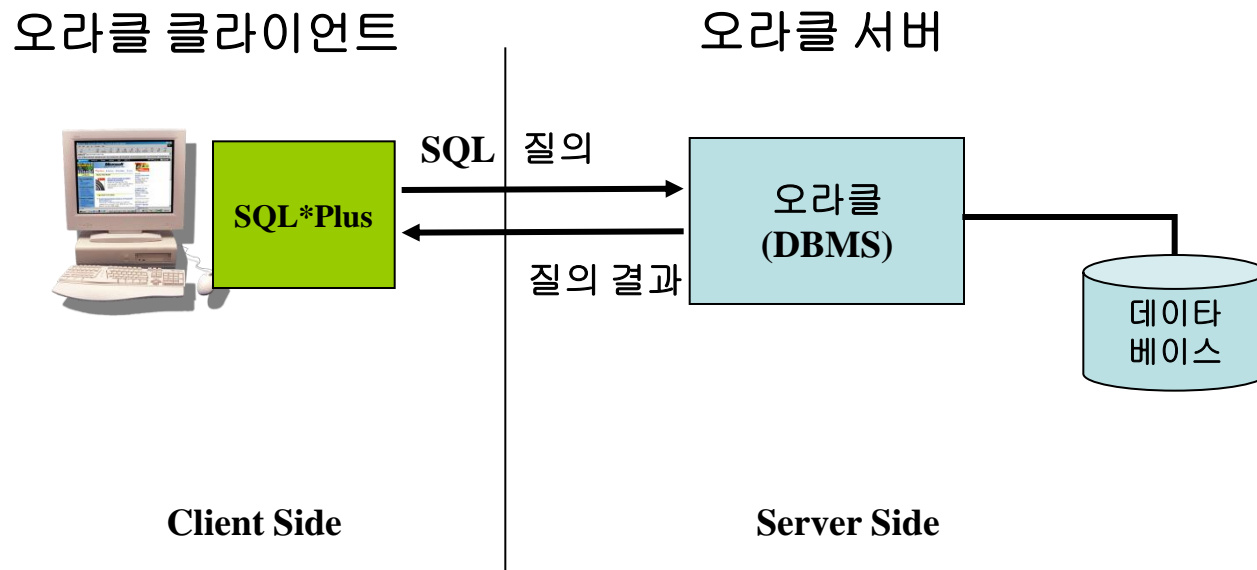 오라클 클라이언트
오라클 서버
SQL 질의
SQL*Plus
오라클
(DBMS)
질의 결과
데이타
베이스
Client Side
Server Side